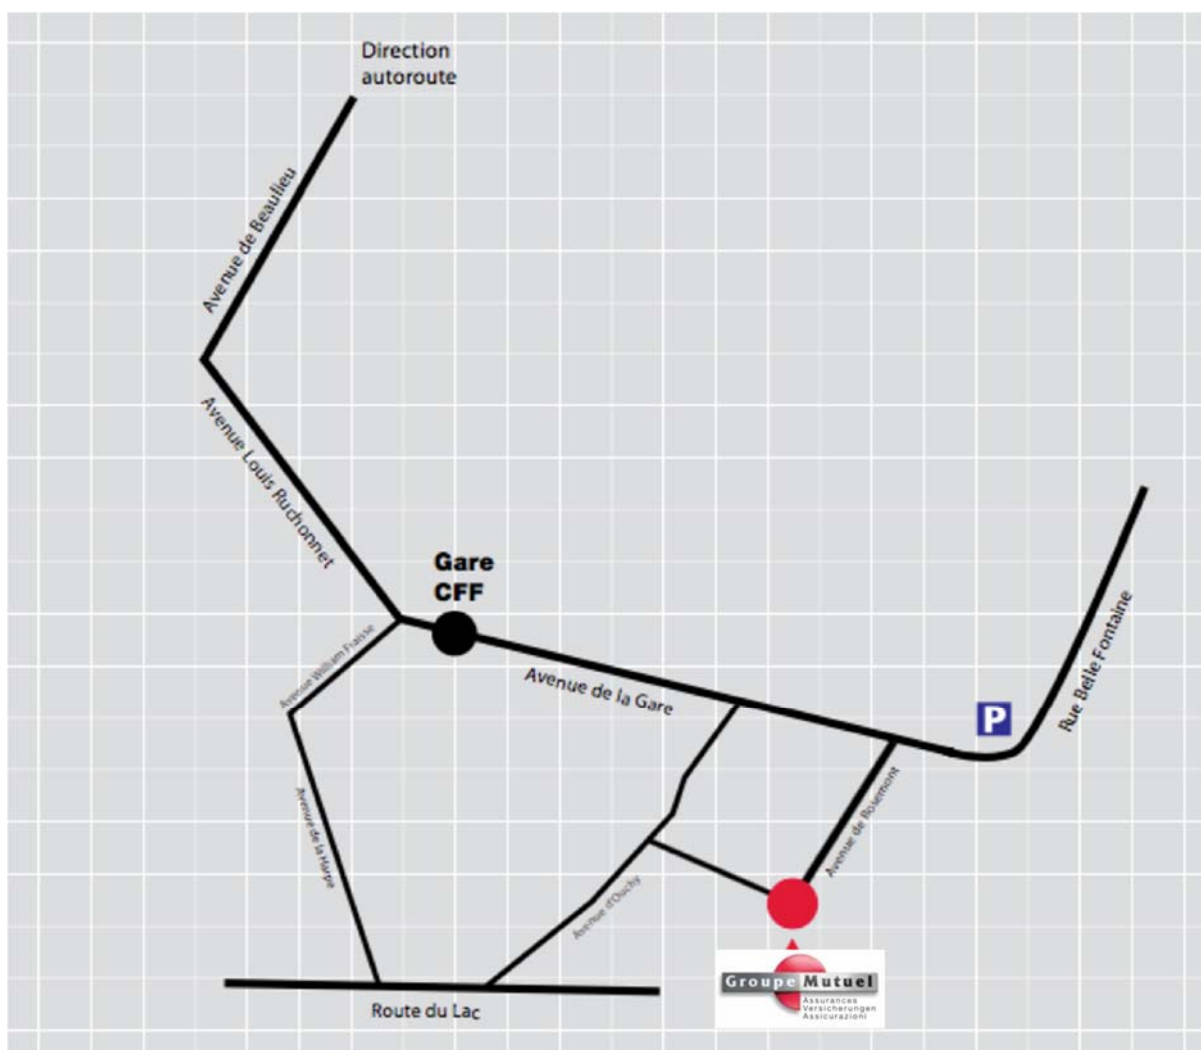 Direction
autoroute
Avenue de Beaulieu
Avenue Louis Ruchonnet
Gare
CFF
Avenue William Fraisse
Avenue de la Gare
P
Rue Belle Fontaine
Avenue de la Harpe
Avenue de Rosemont
Avenue d'Ouchy
Groupe Mutuel
Assurances
Versicherungen
Assicurazioni
Route du Lac